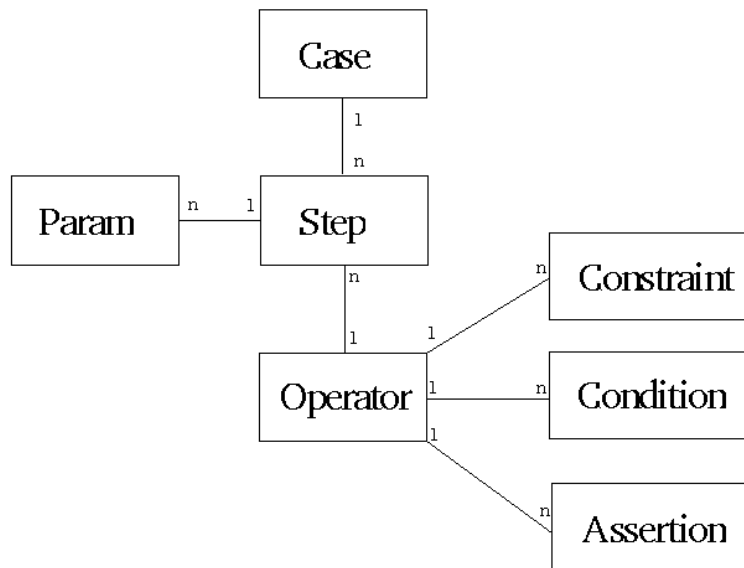 Case
1
n
Param
n
1
Step
n
1
Operator
1
n
Constraint
1
n
Condition
1
n
Assertion